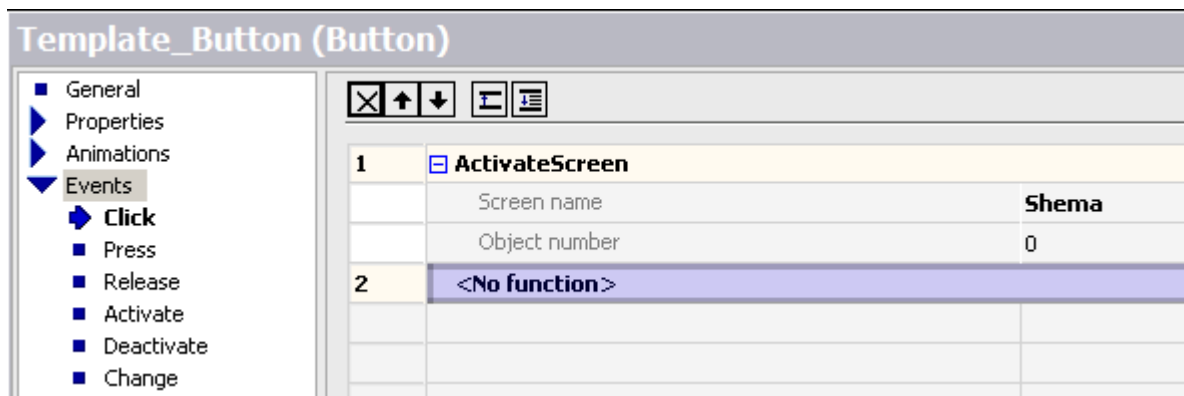 Template_Button (Button)
General
Properties
Animations
Events
Click
Press
Release
Activate
Deactivate
Change
1 ActivateScreen
Screen name Shema
Object number 0
2 <No function>